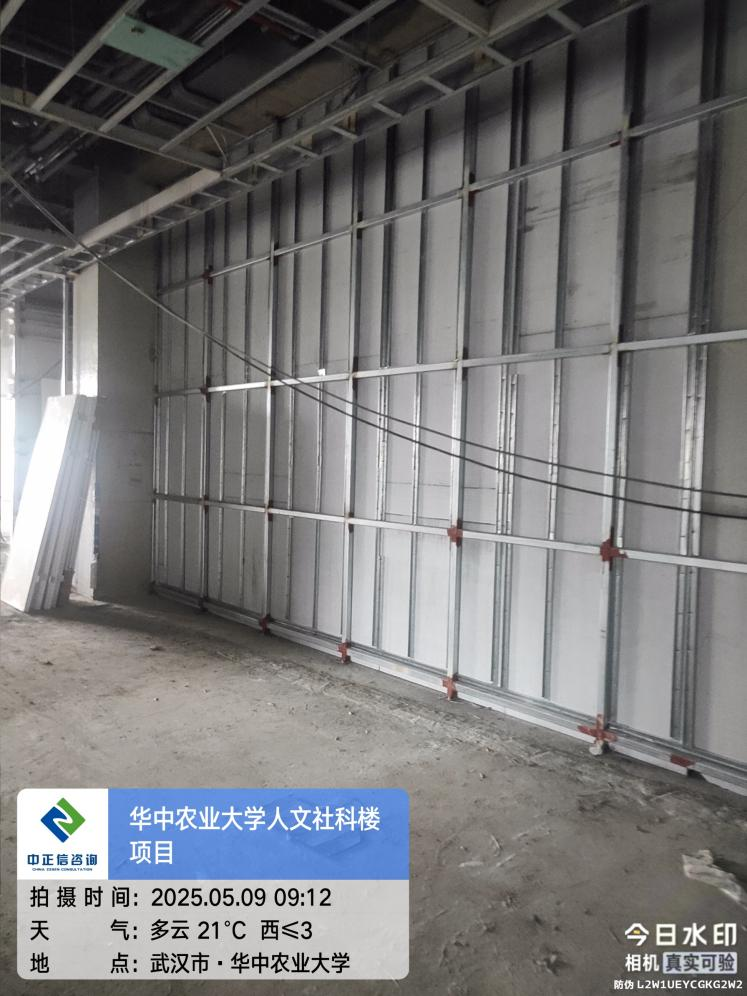 华中农业大学人文社科楼
项目
中正信咨询
CHINA ZEXIN CONSULTATION
拍摄时间：2025.05.09 09:12
天气：多云 21℃ 西≤3
地点：武汉市·华中农业大学
今日水印
相机 真实可验
防伪 L2W1UEYCGKG2W2